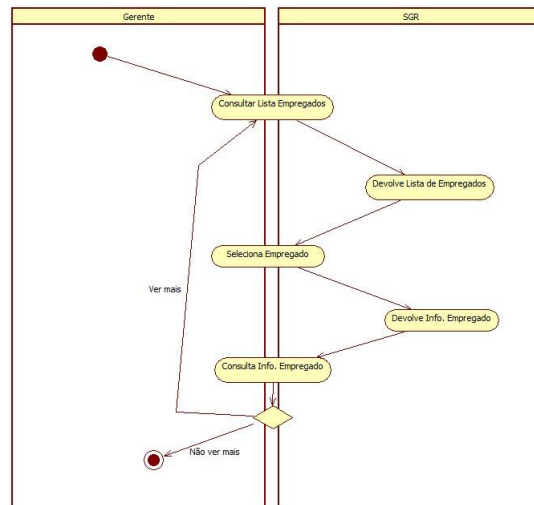 Gerente
SGR
Consultar Lista Empregados
Devolve Lista de Empregados
Seleciona Empregado
Ver mais
Devolve Info. Empregado
Consulta Info. Empregado
Não ver mais